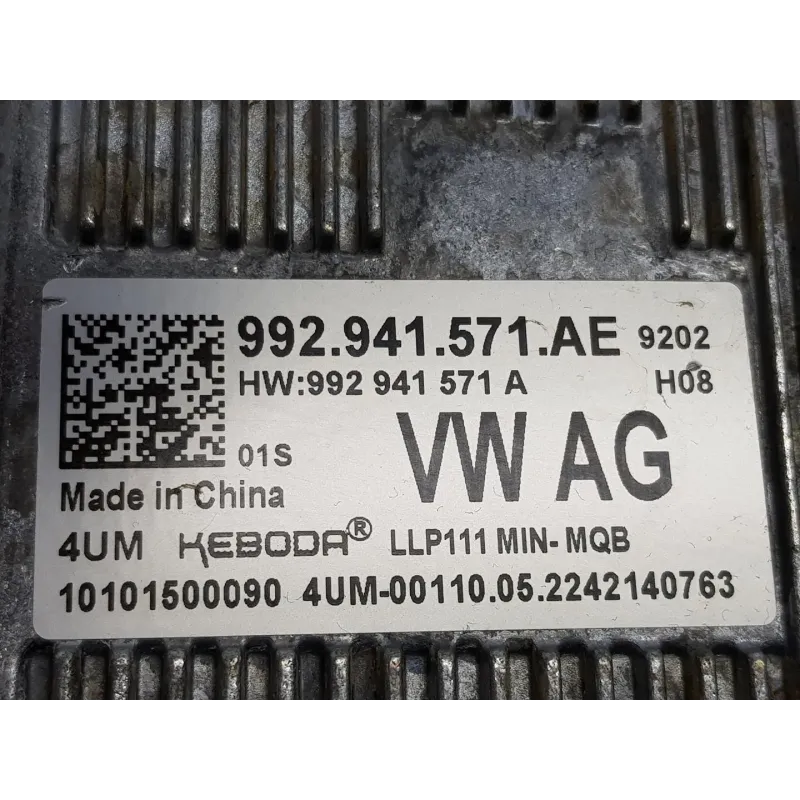 992.941.571.AE 9202
HW:992 941 571 A H08
01S VW AG
Made in China
4UM KEBODA® LLP111 MIN- MQB
10101500090 4UM-00110.05.2242140763